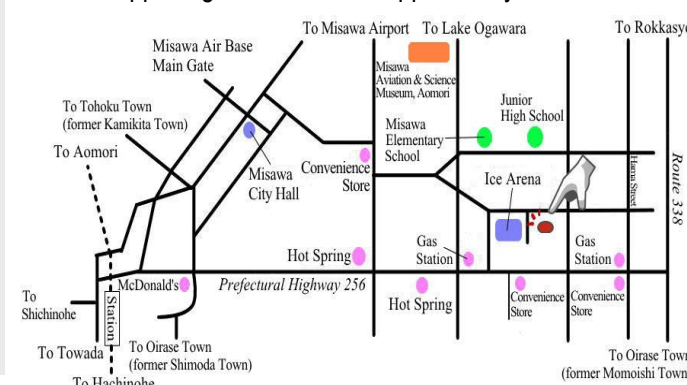 To Misawa Airport
To Lake Ogawara
To Rokkasyo
Misawa Air Base
Main Gate
Misawa
Aviation & Science
Museum, Aomori
To Tohoku Town
(former Kamikita Town)
Junior
High School
Misawa
Elementary
School
To Aomori
Convenience
Store
Misawa
City Hall
Ice Arena
Hama Street
Route 338
Hot Spring
Gas
Station
Gas
Station
McDonald's
Prefectural Highway 256
Hot Spring
Convenience
Store
Convenience
Store
To
Shichinohe
Station
To Towada
To Oirase Town
(former Shimoda Town)
To Oirase Town
(former Momoishi Town
To Hachinohe